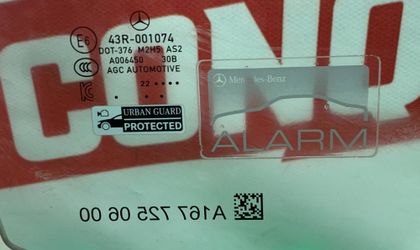 CONQ
E6 43R-001074
DOT-376 M2H5 AS2
A006450 30B
AGC AUTOMOTIVE
22
URBAN GUARD
PROTECTED
Mercedes-Benz
ALARM
A167 725 06 00